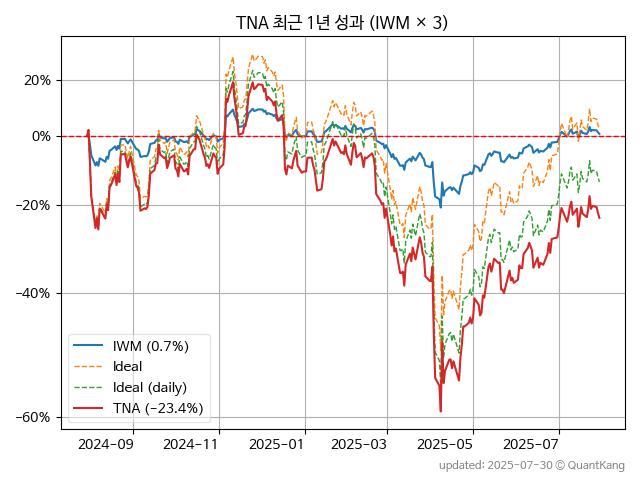 TNA 최근 1년 성과 (IWM × 3)
20%
0%
−20%
−40%
−60%
IWM (0.7%)
Ideal
Ideal (daily)
TNA (−23.4%)
2024−09
2024−11
2025−01
2025−03
2025−05
2025−07
updated: 2025−07−30 © QuantKang